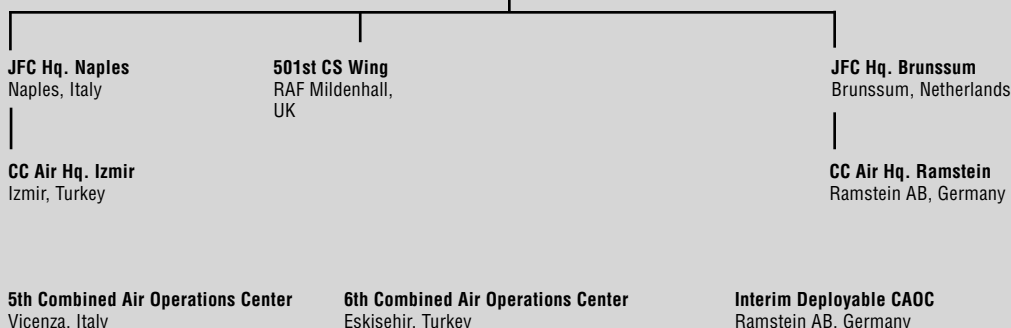 JFC Hq. Naples
Naples, Italy
501st CS Wing
RAF Mildenhall,
UK
JFC Hq. Brunssum
Brunssum, Netherlands
CC Air Hq. Izmir
Izmir, Turkey
CC Air Hq. Ramstein
Ramstein AB, Germany
5th Combined Air Operations Center
Vicenza, Italy
6th Combined Air Operations Center
Eskisehir, Turkey
Interim Deployable CAOC
Ramstein AB, Germany